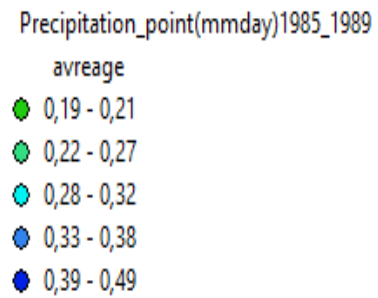 Precipitation_point(mmday)1985_1989
avreage
0,19 - 0,21
0,22 - 0,27
0,28 - 0,32
0,33 - 0,38
0,39 - 0,49